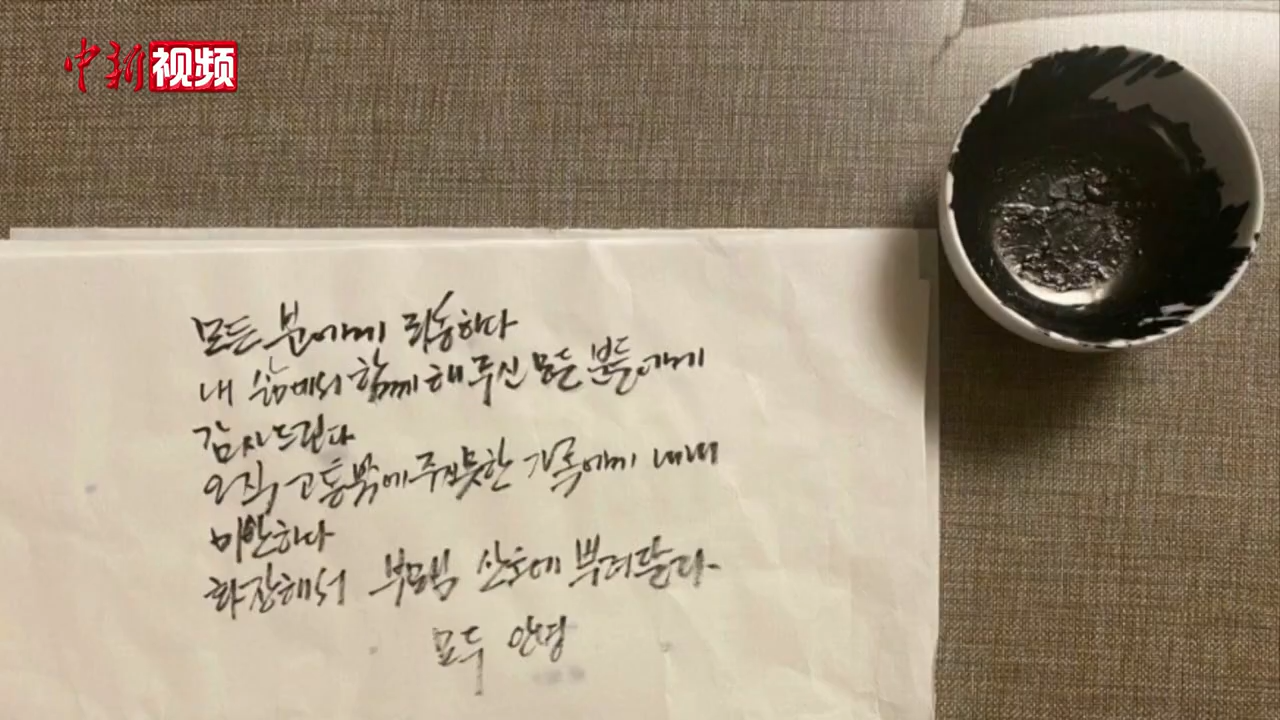 中新视频
모든 분에게 죄송하다
내 삶에서 함께 해 주신 모든 분들에게
감사드린다
오직 고통밖에 주지 못한 가족에게 내내
미안하다
화장해서 부모님 산소에 뿌려달라.
모두 안녕